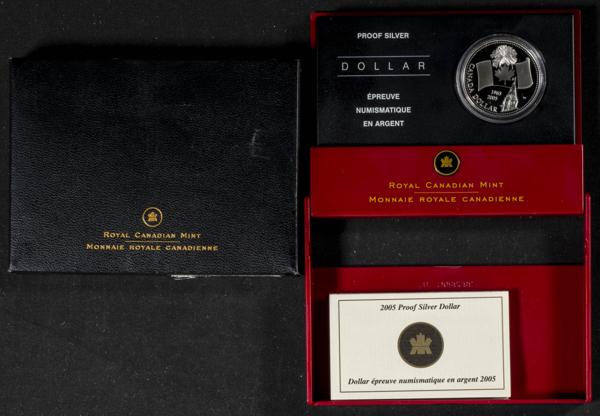 ROYAL CANADIAN MINT
MONNAIE ROYALE CANADIENNE
PROOF SILVER
DOLLAR
ÉPREUVE
NUMISMATIQUE
EN ARGENT
CANADA
1965
2005
DOLLAR
ROYAL CANADIAN MINT
MONNAIE ROYALE CANADIENNE
2005 Proof Silver Dollar
Dollar épreuve numismatique en argent 2005